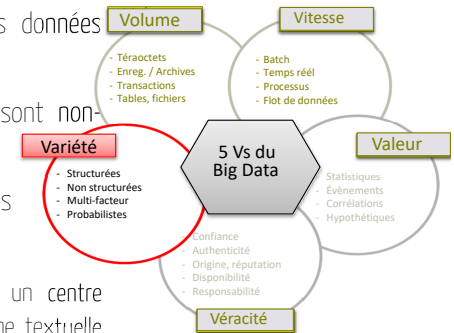 s données
sont non-
s
un centre
ne textuelle
Volume
- Téraoctets
- Enreg. / Archives
- Transactions
- Tables, fichiers
Vitesse
- Batch
- Temps réél
- Processus
- Flot de données
Variété
- Structurées
- Non structurées
- Multi-facteur
- Probabilistes
5 Vs du
Big Data
Valeur
- Statistiques
- Évènements
- Corrélations
- Hypothétiques
- Confiance
- Authenticité
- Origine, réputation
- Disponibilité
- Responsabilité
Véracité